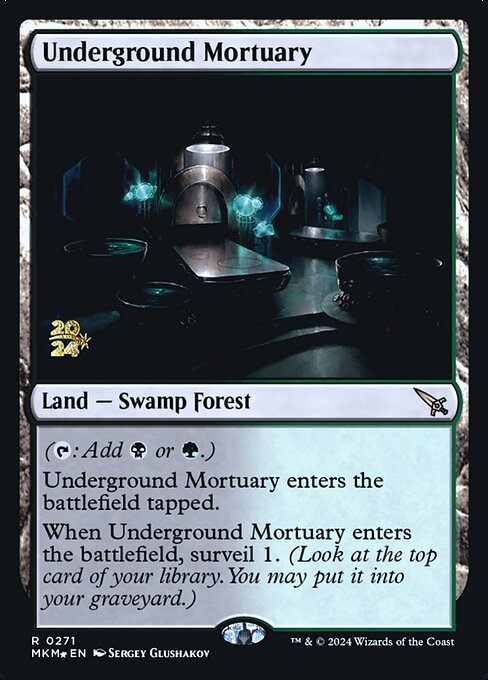 Underground Mortuary
20
24
Land — Swamp Forest
(: Add or .)
Underground Mortuary enters the
battlefield tapped.
When Underground Mortuary enters
the battlefield, surveil 1. (Look at the top
card of your library. You may put it into
your graveyard.)
R 0271
MKM★EN SERGEY GLUSHAKOV
™ & © 2024 Wizards of the Coast